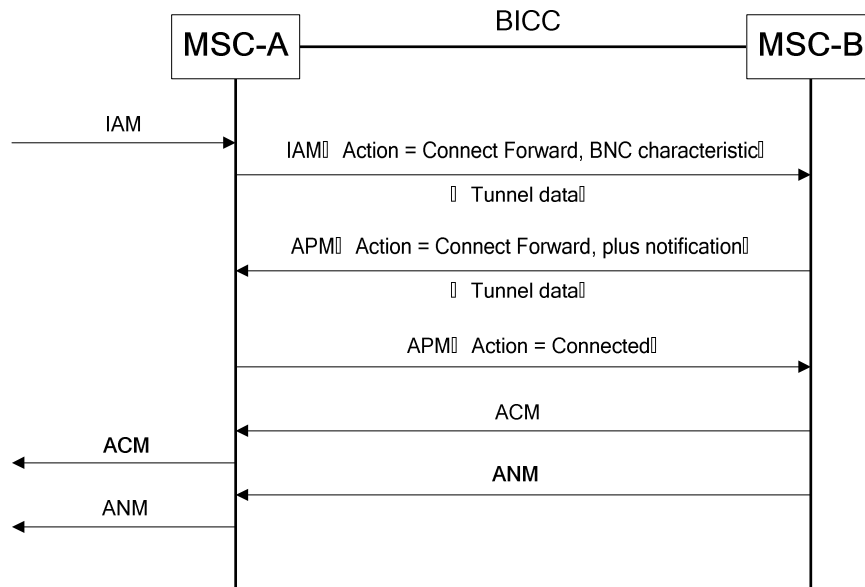 BICC
MSC-A
MSC-B
IAM
IAM▯ Action = Connect Forward, BNC characteristic▯
▯ Tunnel data▯
APM▯ Action = Connect Forward, plus notification▯
▯ Tunnel data▯
APM▯ Action = Connected▯
ACM
ACM
ANM
ANM